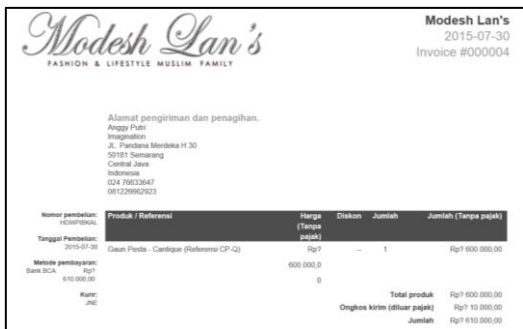 Modesh Lan's
FASHION & LIFESTYLE MUSLIM FAMILY
Modesh Lan's
2015-07-30
Invoice #000004
Alamat pengiriman dan penagihan.
Anggy Putri
Imagination
JL. Pandana Merdeka H 30
50181 Semarang
Central Java
Indonesia
024 76633647
081226662923
Nomor pembelian:
Tanggal Pembelian:
2015-07-30
Metode pembayaran:
Bank BCA Rp?
610.000,00
Kurir:
JNE
Produk / Referensi Harga (Tanpa pajak) Diskon Jumlah Jumlah (Tanpa pajak)
Gaun Pesta - Cantique (Referensi CP-Q) Rp? -- 1 Rp? 600.000,00
600.000,0
0
Total produk Rp? 600.000,00
Ongkos kirim (diluar pajak) Rp? 10.000,00
Jumlah Rp? 610.000,00